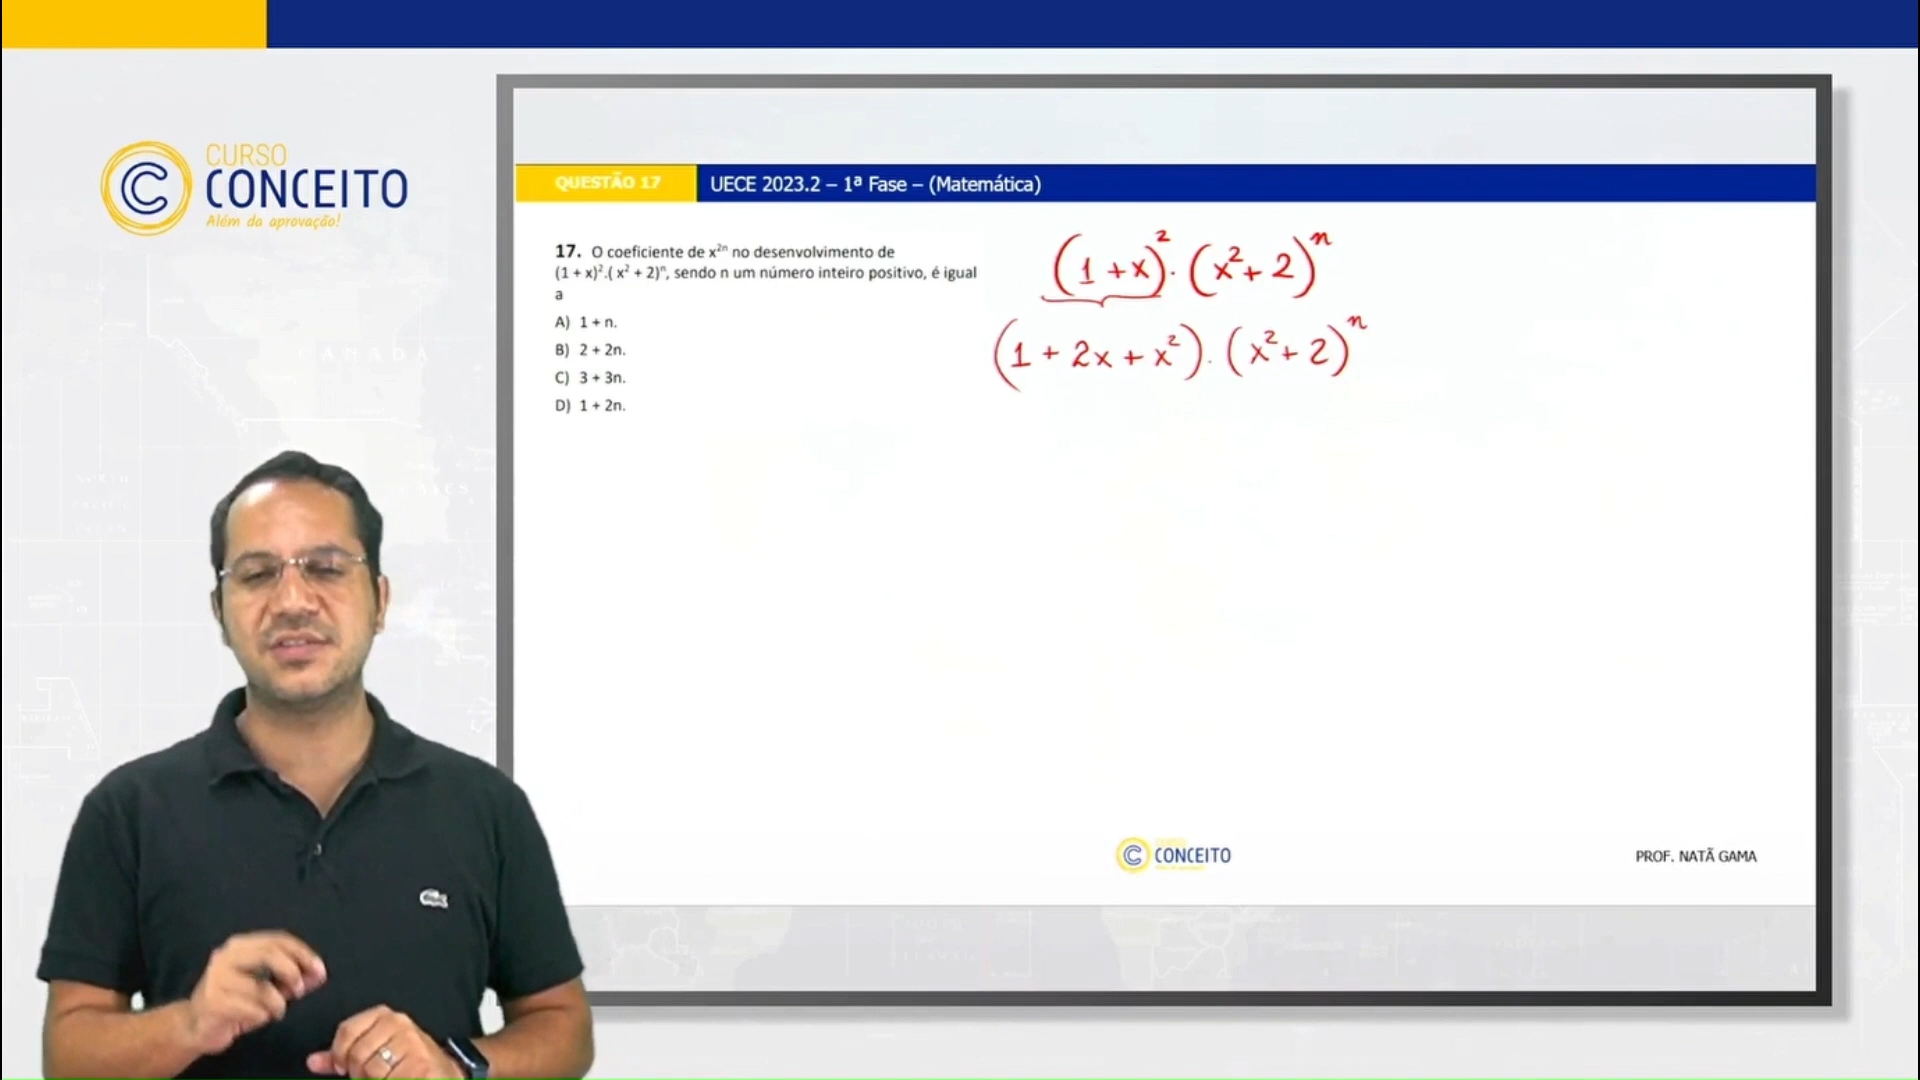 CURSO
CONCEITO
Além da aprovação!
QUESTÃO 17
UECE 2023.2 – 1ª Fase – (Matemática)
17. O coeficiente de x²ⁿ no desenvolvimento de
(1 + x)².( x² + 2)ⁿ, sendo n um número inteiro positivo, é igual
a
A) 1 + n.
B) 2 + 2n.
C) 3 + 3n.
D) 1 + 2n.
(1 + x)² . (x² + 2)ⁿ
(1 + 2x + x²) . (x² + 2)ⁿ
CONCEITO
PROF. NATÃ GAMA
CANADA